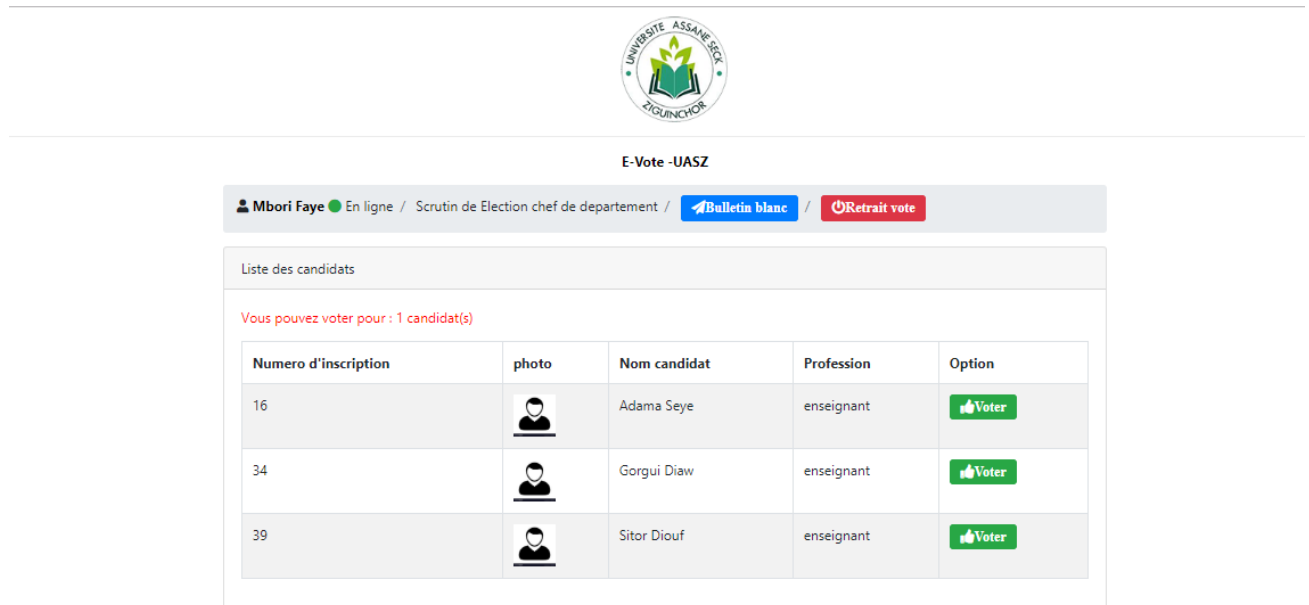 UNIVERSITE ASSANE SECK
ZIGUINCHOR
E-Vote -UASZ
Mbori Faye En ligne / Scrutin de Election chef de departement / Bulletin blanc / Retrait vote
Liste des candidats
Vous pouvez voter pour : 1 candidat(s)
Numero d'inscription photo Nom candidat Profession Option
16 Adama Seye enseignant Voter
34 Gorgui Diaw enseignant Voter
39 Sitor Diouf enseignant Voter